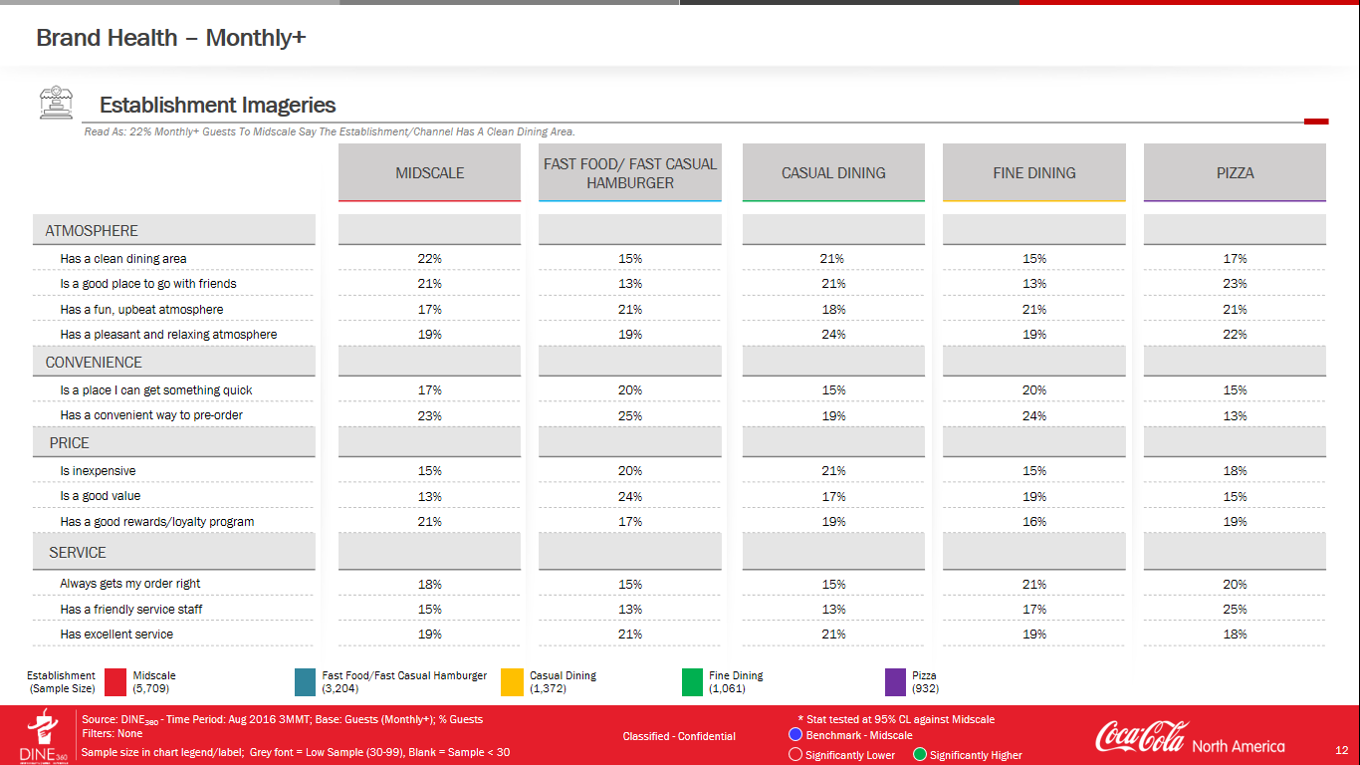 Brand Health – Monthly+
Establishment Imageries
Read As: 22% Monthly+ Guests To Midscale Say The Establishment/Channel Has A Clean Dining Area.
MIDSCALE
FAST FOOD/ FAST CASUAL
HAMBURGER
CASUAL DINING
FINE DINING
PIZZA
ATMOSPHERE
Has a clean dining area 22% 15% 21% 15% 17%
Is a good place to go with friends 21% 13% 21% 13% 23%
Has a fun, upbeat atmosphere 17% 21% 18% 21% 21%
Has a pleasant and relaxing atmosphere 19% 19% 24% 19% 22%
CONVENIENCE
Is a place I can get something quick 17% 20% 15% 20% 15%
Has a convenient way to pre-order 23% 25% 19% 24% 13%
PRICE
Is inexpensive 15% 20% 21% 15% 18%
Is a good value 13% 24% 17% 19% 15%
Has a good rewards/loyalty program 21% 17% 19% 16% 19%
SERVICE
Always gets my order right 18% 15% 15% 21% 20%
Has a friendly service staff 15% 13% 13% 17% 25%
Has excellent service 19% 21% 21% 19% 18%
Establishment
(Sample Size)
Midscale
(5,709)
Fast Food/Fast Casual Hamburger
(3,204)
Casual Dining
(1,372)
Fine Dining
(1,061)
Pizza
(932)
DINE360
Source: DINE360 - Time Period: Aug 2016 3MMT; Base: Guests (Monthly+); % Guests
Filters: None
Sample size in chart legend/label; Grey font = Low Sample (30-99), Blank = Sample < 30
Classified - Confidential
* Stat tested at 95% CL against Midscale
Benchmark - Midscale
Significantly Lower
Significantly Higher
Coca-Cola North America
12